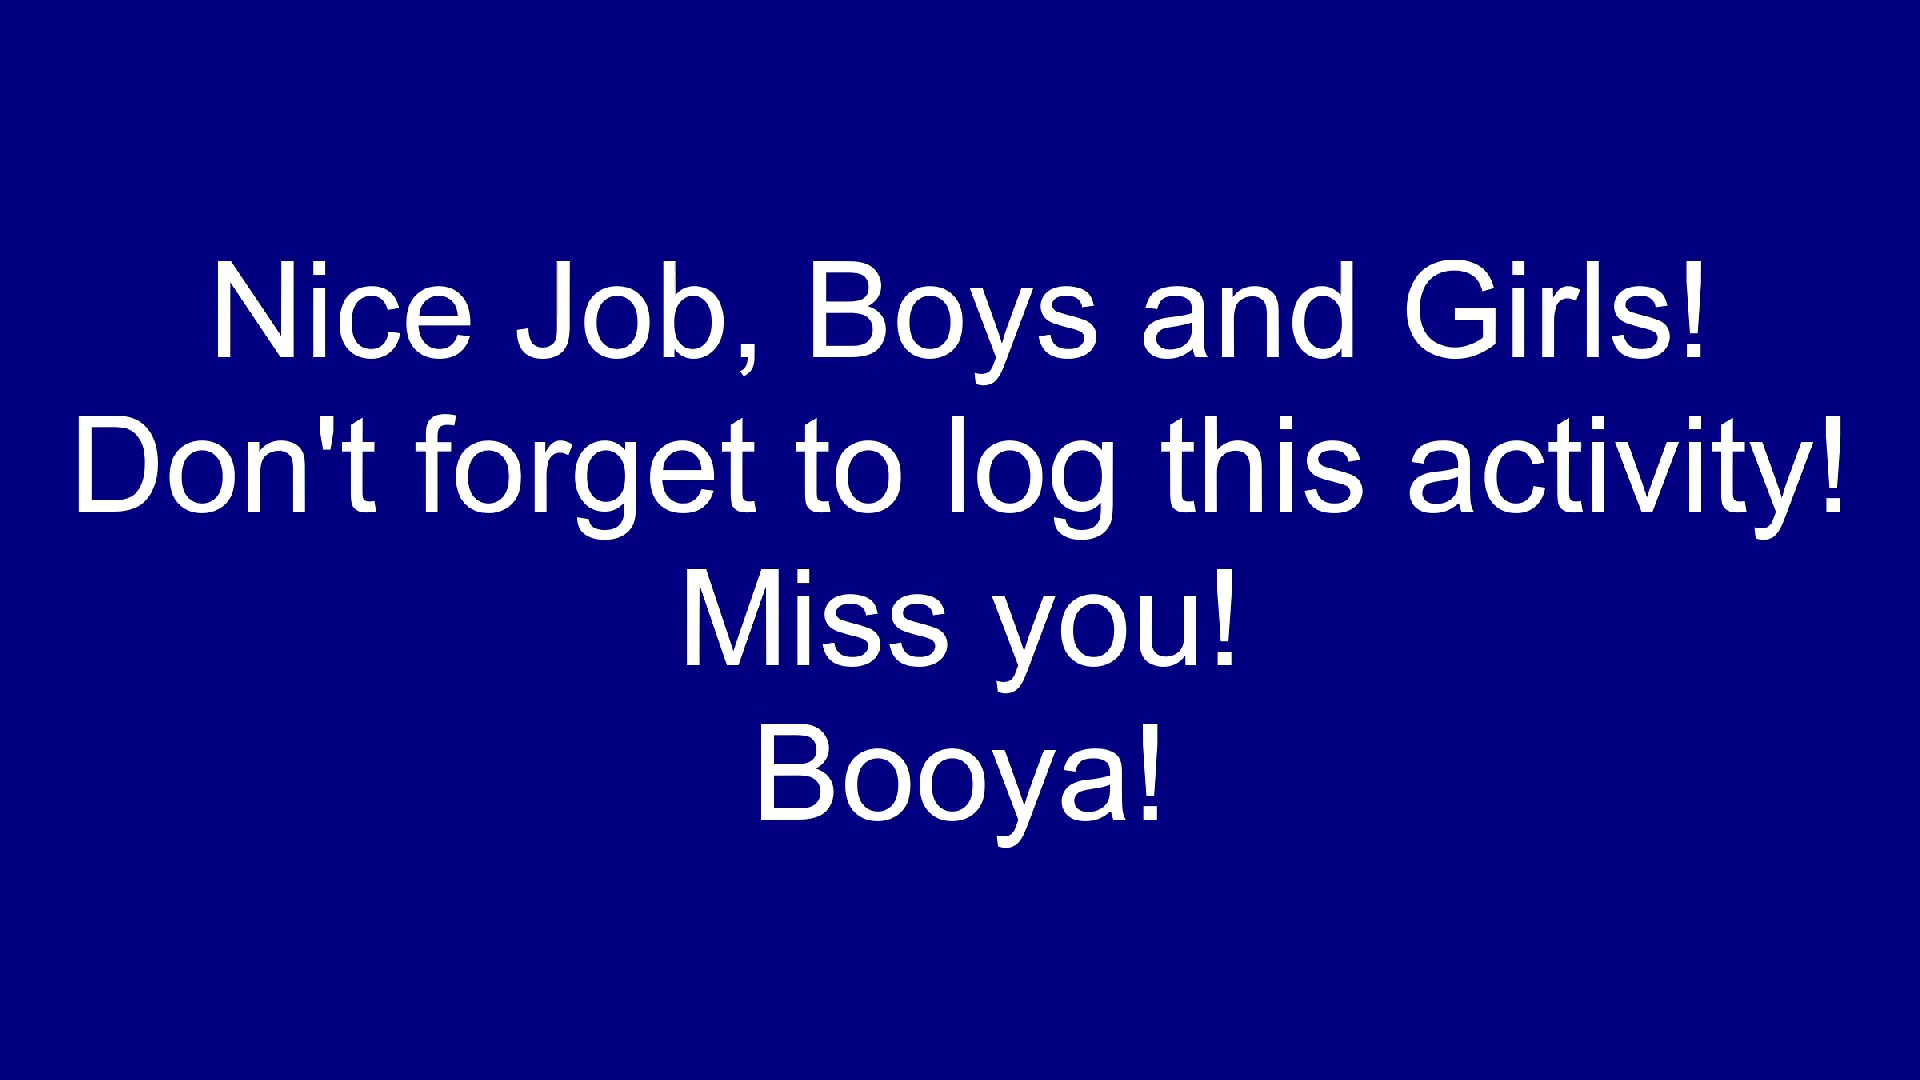 Nice Job, Boys and Girls!
Don't forget to log this activity!
Miss you!
Booya!